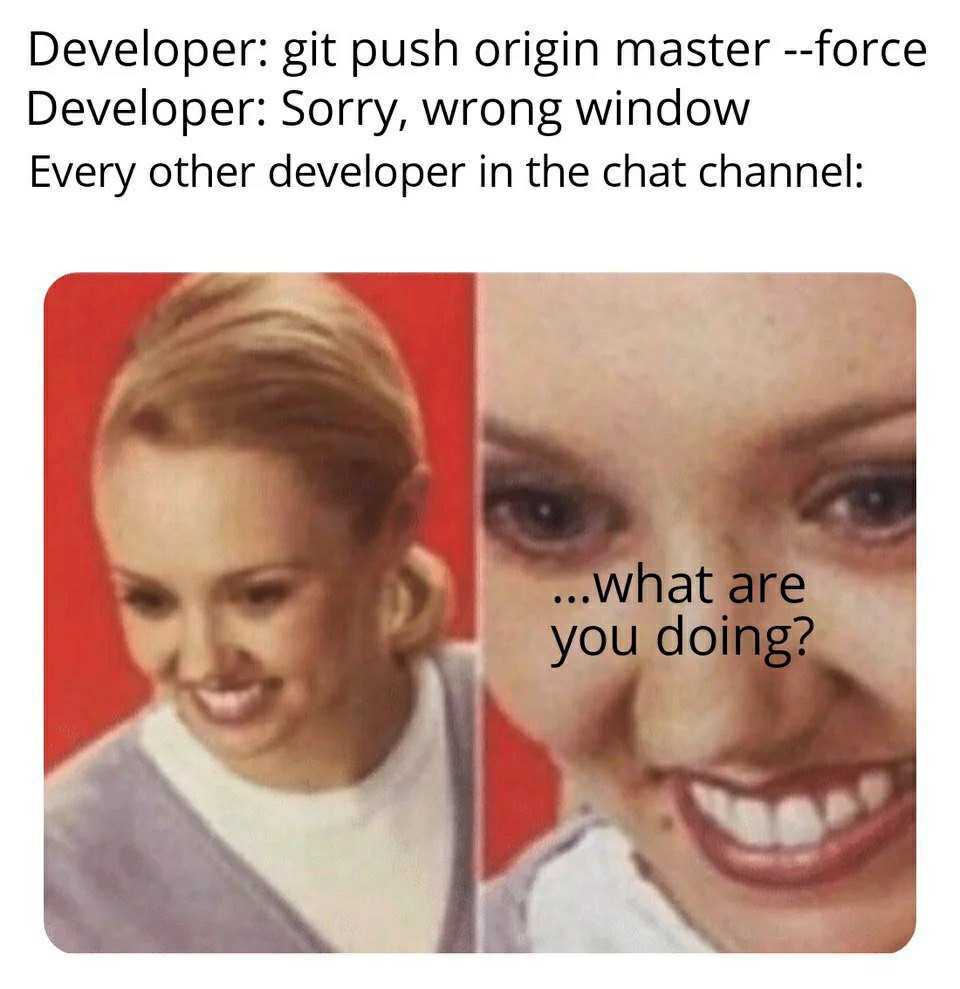 Developer: git push origin master --force
Developer: Sorry, wrong window
Every other developer in the chat channel:
...what are
you doing?